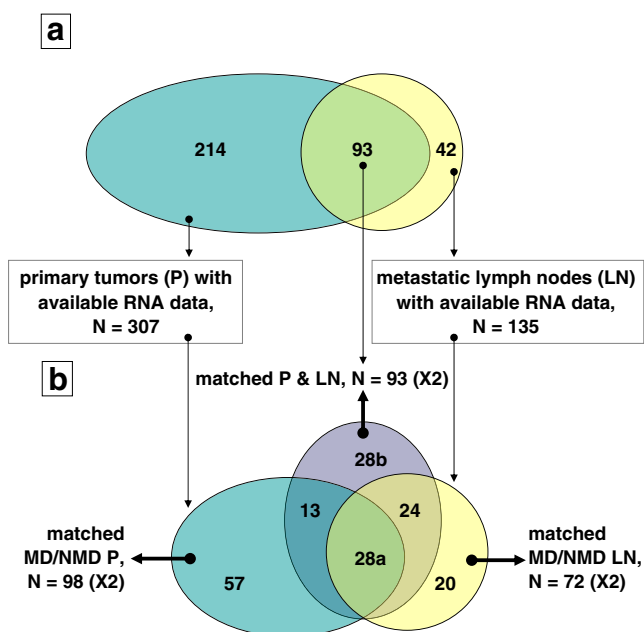 a
214
93
42
primary tumors (P) with
available RNA data,
N = 307
metastatic lymph nodes (LN)
with available RNA data,
N = 135
b
matched P & LN, N = 93 (X2)
28b
13
24
28a
57
20
matched
MD/NMD P,
N = 98 (X2)
matched
MD/NMD LN,
N = 72 (X2)